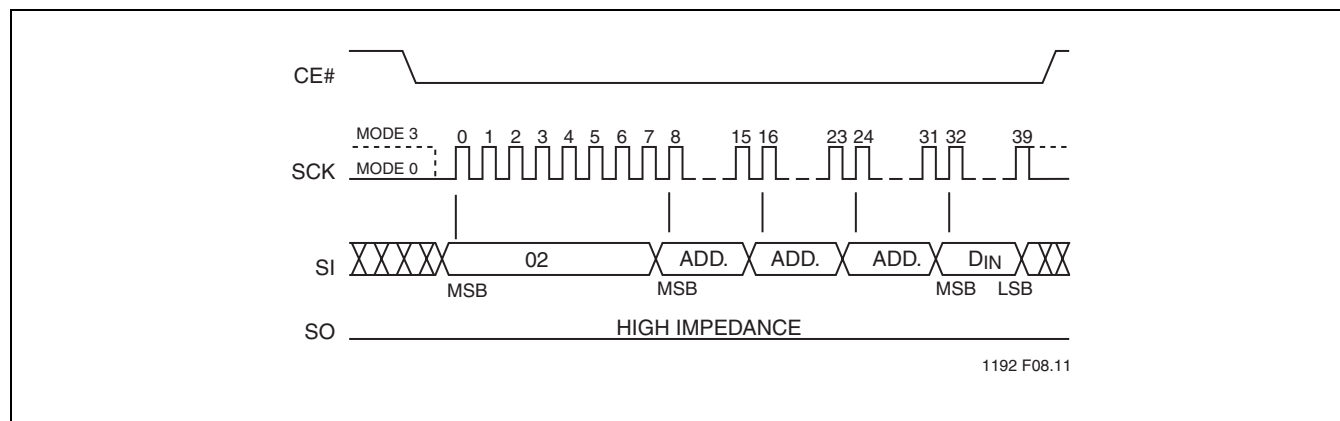 CE#
MODE 3
0 1 2 3 4 5 6 7 8 15 16 23 24 31 32 39
SCK MODE 0
SI 02 ADD. ADD. ADD. DIN
MSB MSB MSB LSB
SO HIGH IMPEDANCE
1192 F08.11